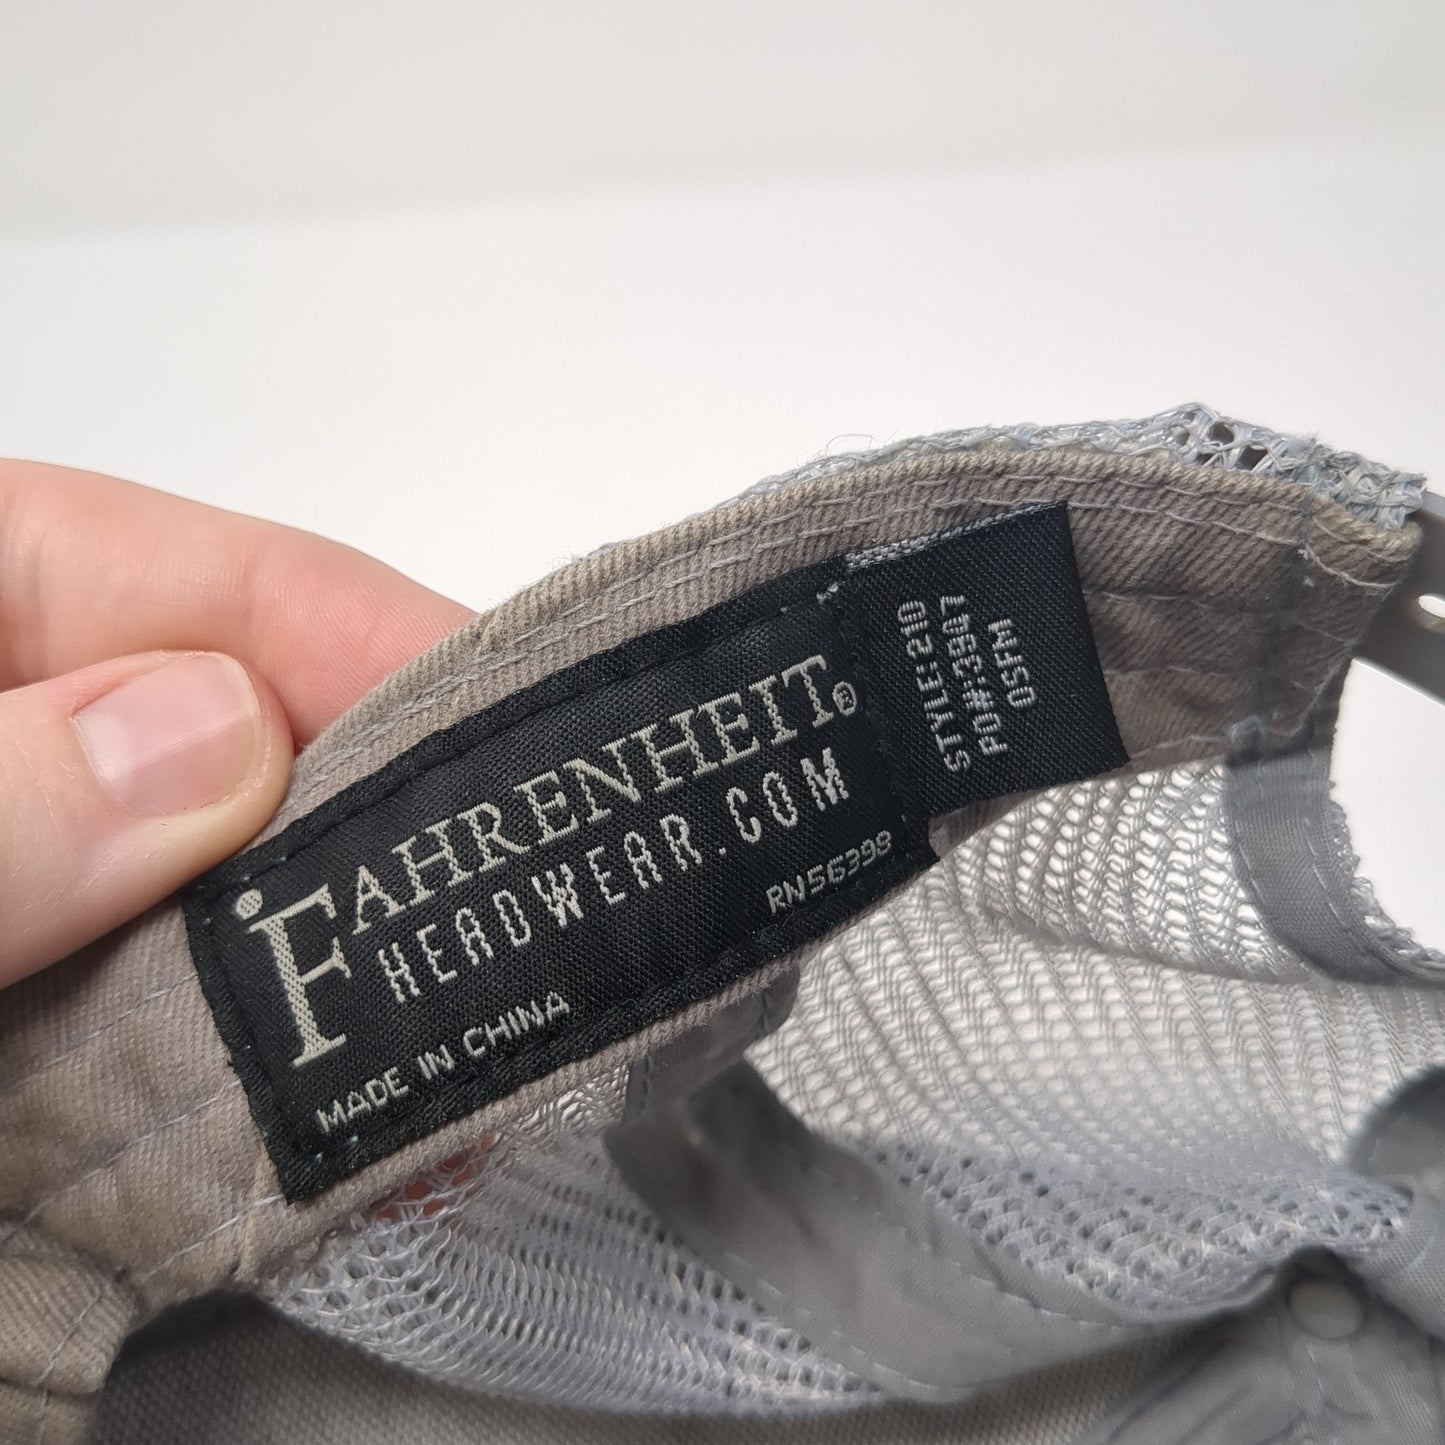 FAHRENHEIT®
HEADWEAR.COM
RN56398
MADE IN CHINA
STYLE: 210
PO#:3947
OSFM